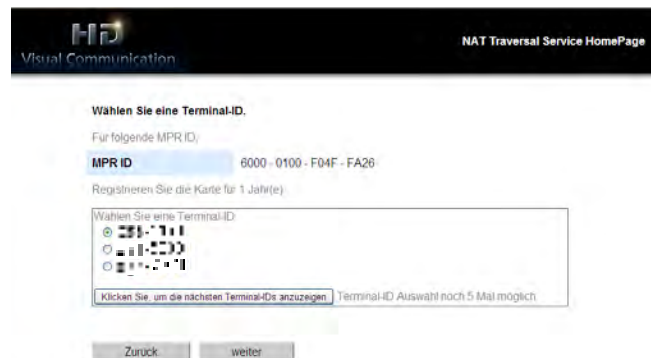 HD
Visual Communication
NAT Traversal Service HomePage
Wählen Sie eine Terminal-ID.
Für folgende MPR ID,
MPR ID 6000 - 0100 - F04F - FA26
Registrieren Sie die Karte für 1 Jahr(e)
Wählen Sie eine Terminal-ID
Klicken Sie, um die nächsten Terminal-IDs anzuzeigen Terminal-ID Auswahl noch 5 Mal möglich
Zurück weiter